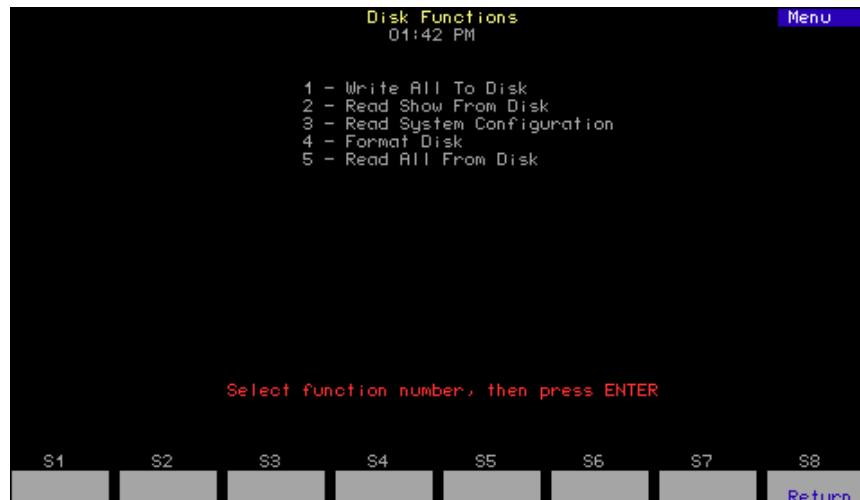 Disk Functions Menu
01:42 PM
1 - Write All To Disk
2 - Read Show From Disk
3 - Read System Configuration
4 - Format Disk
5 - Read All From Disk
Select function number, then press ENTER
S1 S2 S3 S4 S5 S6 S7 S8
Return